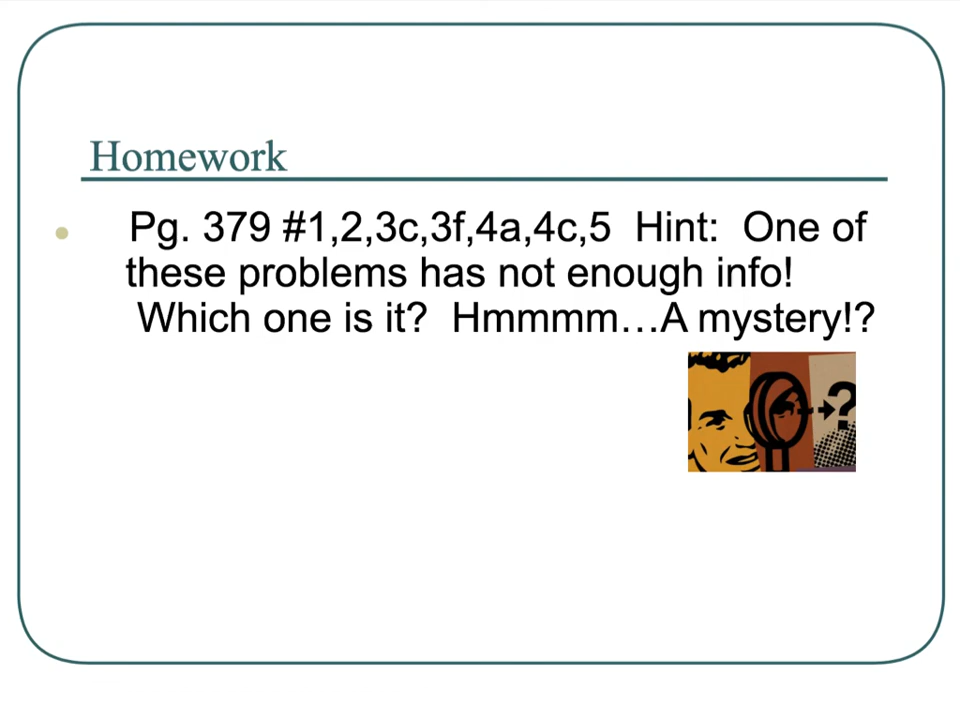 Homework
Pg. 379 #1,2,3c,3f,4a,4c,5 Hint: One of
these problems has not enough info!
Which one is it? Hmmmm…A mystery!?
?